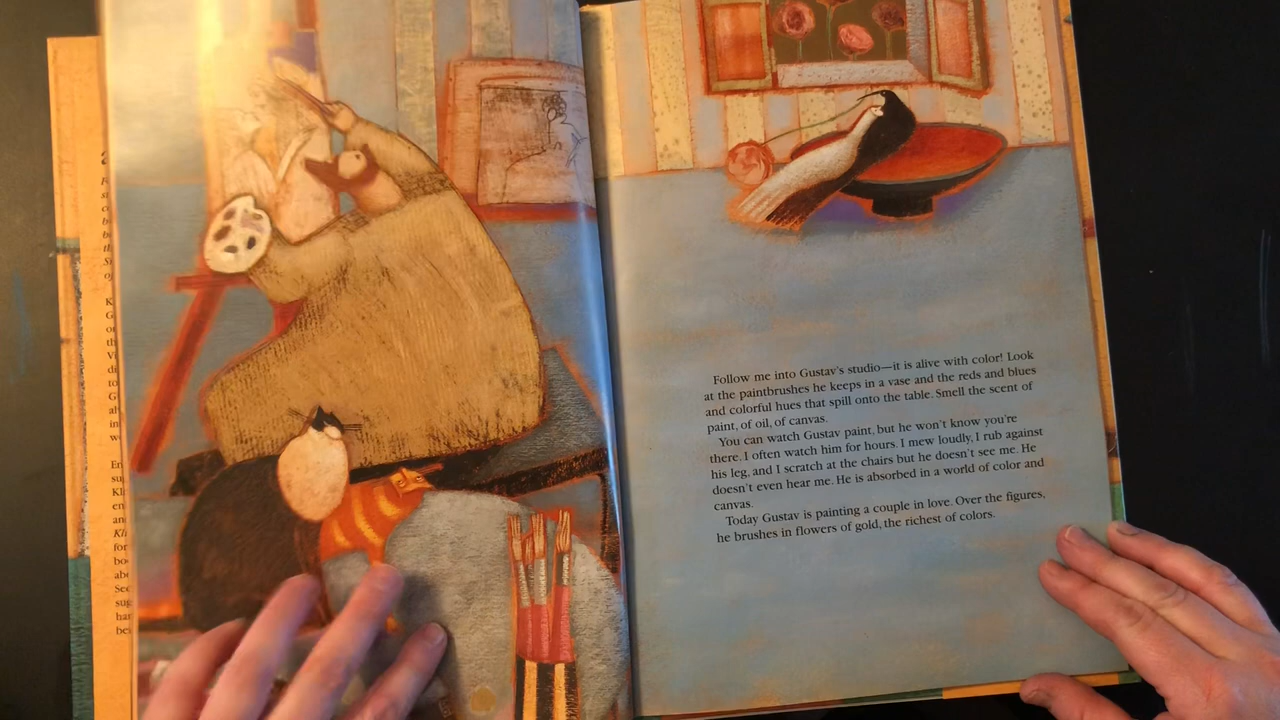 Follow me into Gustav's studio—it is alive with color! Look
at the paintbrushes he keeps in a vase and the reds and blues
and colorful hues that spill onto the table. Smell the scent of
paint, of oil, of canvas.
You can watch Gustav paint, but he won't know you're
there. I often watch him for hours. I mew loudly, I rub against
his leg, and I scratch at the chairs but he doesn't see me. He
doesn't even hear me. He is absorbed in a world of color and
canvas.
Today Gustav is painting a couple in love. Over the figures,
he brushes in flowers of gold, the richest of colors.